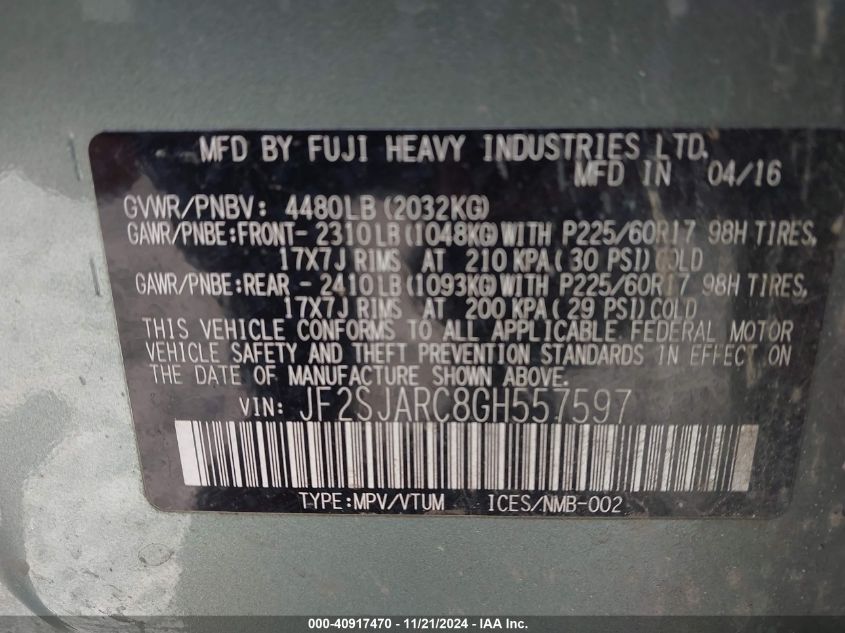 MFD BY FUJI HEAVY INDUSTRIES LTD.
MFD IN 04/16
GVWR/PNBV: 4480LB(2032KG)
GAWR/PNBE:FRONT-2310LB(1048KG)WITH P225/60R17 98H TIRES,
17X7J RIMS AT 210 KPA(30 PSI)COLD
GAWR/PNBE:REAR -2410LB(1093KG)WITH P225/60R17 98H TIRES,
17X7J RIMS AT 200 KPA(29 PSI)COLD
THIS VEHICLE CONFORMS TO ALL APPLICABLE FEDERAL MOTOR
VEHICLE SAFETY AND THEFT PREVENTION STANDARDS IN EFFECT ON
THE DATE OF MANUFACTURE SHOWN ABOVE.
VIN: JF2SJARC8GH557597
TYPE:MPV/VTUM ICES/NMB-002
000-40917470 - 11/21/2024 - IAA Inc.